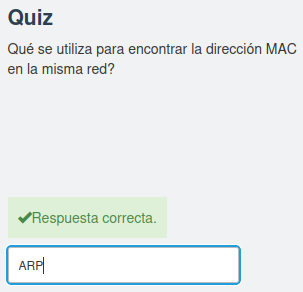 Quiz
Qué se utiliza para encontrar la dirección MAC
en la misma red?
✔Respuesta correcta.
ARP